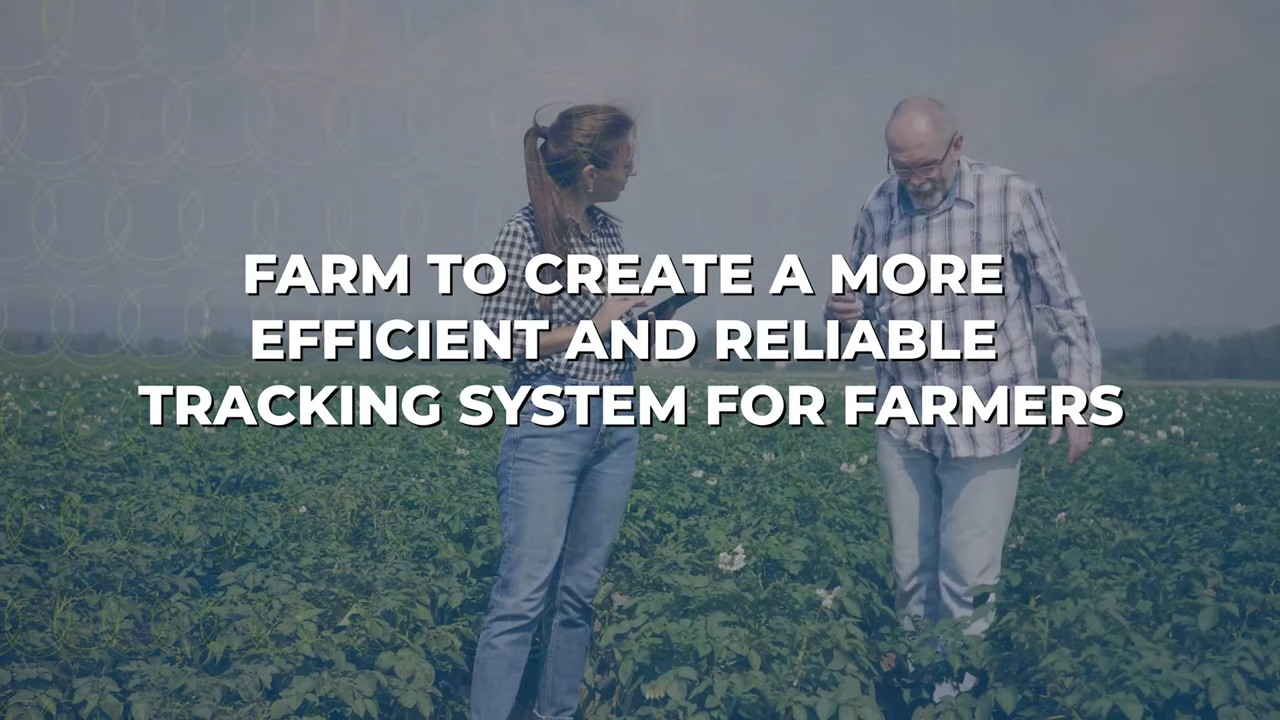 FARM TO CREATE A MORE
EFFICIENT AND RELIABLE
TRACKING SYSTEM FOR FARMERS